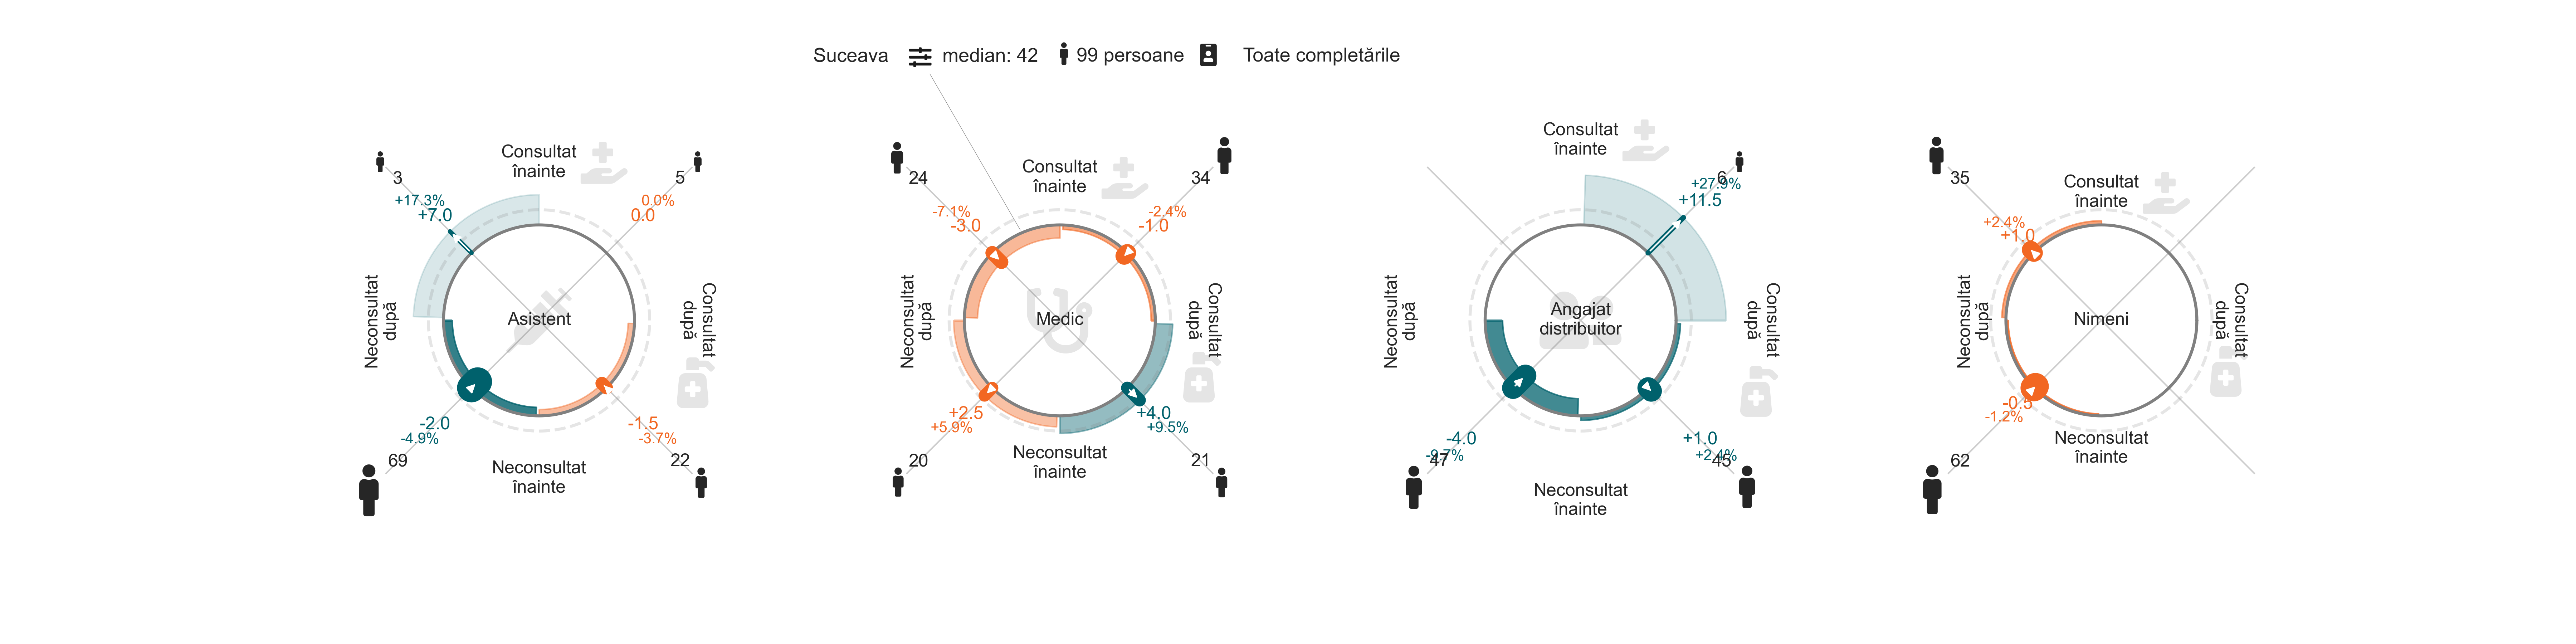 Suceava median: 42 99 persoane Toate completările
Consultat
înainte
3
5
+17.3%
+7.0
0.0%
0.0
Neconsultat
după
Asistent
Consultat
după
-2.0
-4.9%
-1.5
-3.7%
69
22
Neconsultat
înainte
Consultat
înainte
24
34
-7.1%
-3.0
-2.4%
-1.0
Neconsultat
după
Medic
Consultat
după
+2.5
+5.9%
+4.0
+9.5%
20
21
Neconsultat
înainte
Consultat
înainte
6
+27.9%
+11.5
Neconsultat
după
Angajat
distribuitor
Consultat
după
-4.0
-9.7%
+1.0
+2.4%
47
45
Neconsultat
înainte
Consultat
înainte
35
+2.4%
+1.0
Neconsultat
după
Nimeni
Consultat
după
-0.5
-1.2%
62
Neconsultat
înainte